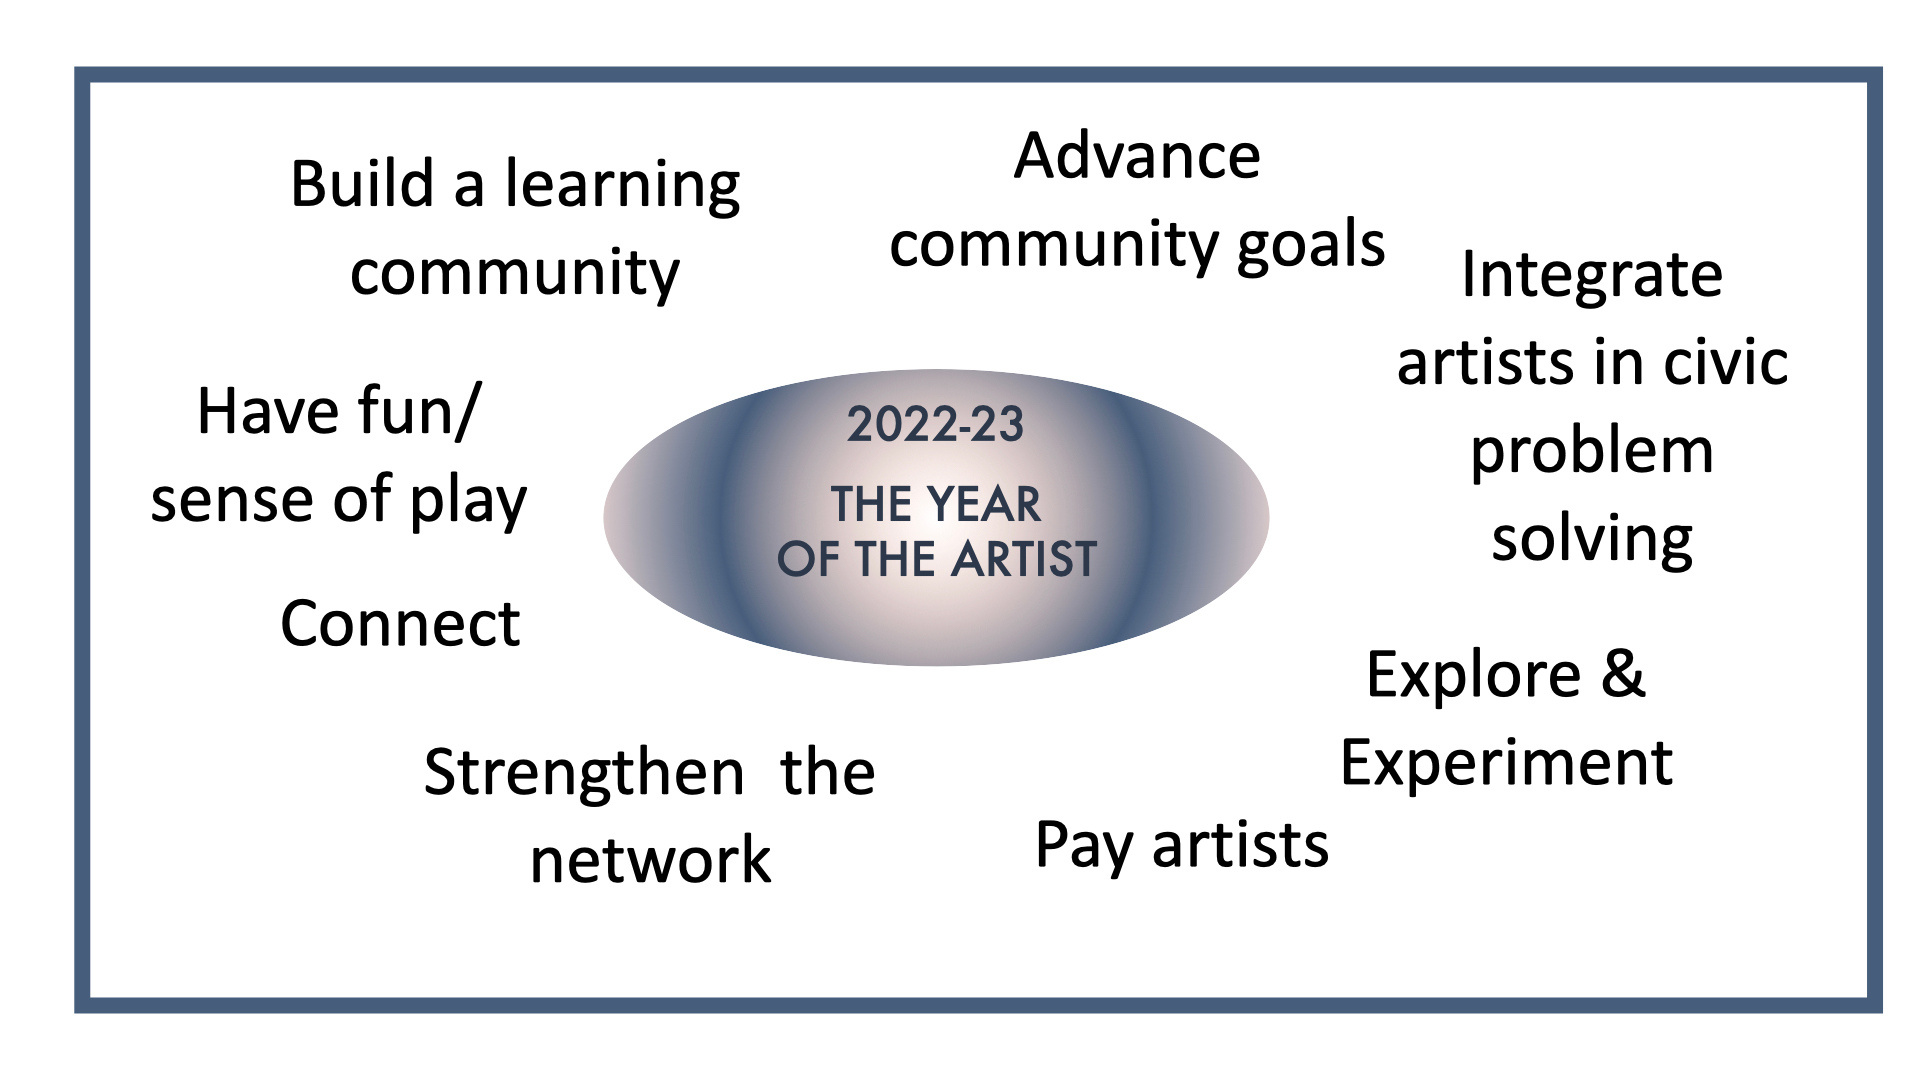 Build a learning
community
Advance
community goals
Integrate
artists in civic
problem
solving
Have fun/
sense of play
2022-23
THE YEAR
OF THE ARTIST
Connect
Explore &
Experiment
Strengthen  the
network
Pay artists